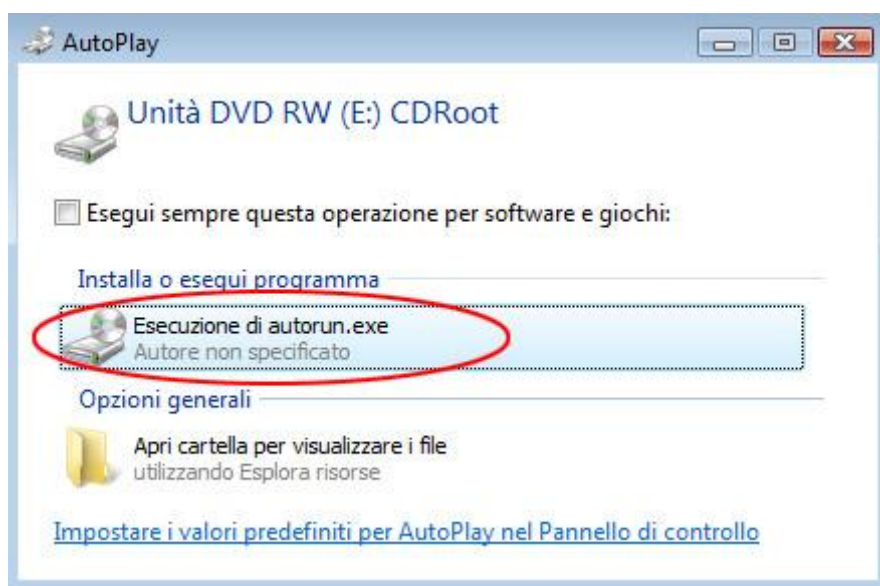 AutoPlay
Unità DVD RW (E:) CDRoot
Esegui sempre questa operazione per software e giochi:
Installa o esegui programma
Esecuzione di autorun.exe
Autore non specificato
Opzioni generali
Apri cartella per visualizzare i file
utilizzando Esplora risorse
Impostare i valori predefiniti per AutoPlay nel Pannello di controllo